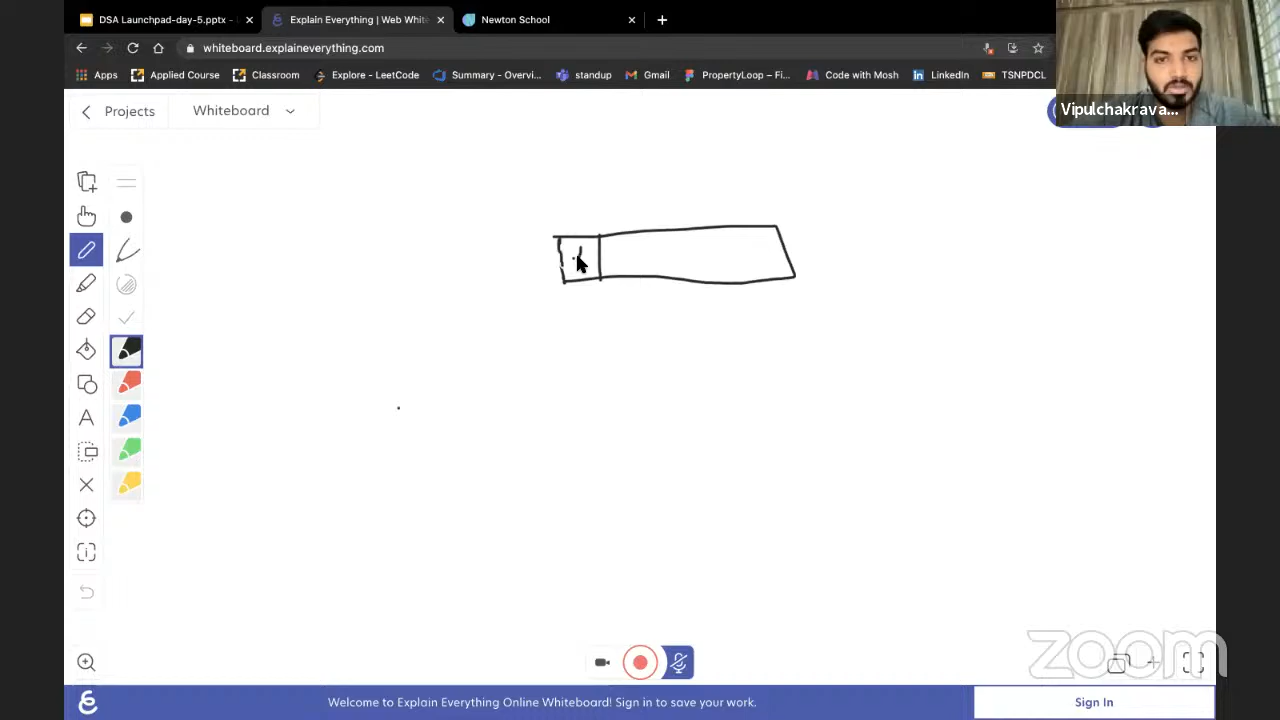 DSA Launchpad-day-5.pptx -
Explain Everything | Web White
Newton School
whiteboard.explaineverything.com
Apps
Applied Course
Classroom
Explore - LeetCode
Summary - Overvi...
standup
Gmail
PropertyLoop – Fi...
Code with Mosh
LinkedIn
TSNPDCL
Vipulchakrava...
Projects
Whiteboard
A
zoom
Welcome to Explain Everything Online Whiteboard! Sign in to save your work.
Sign In